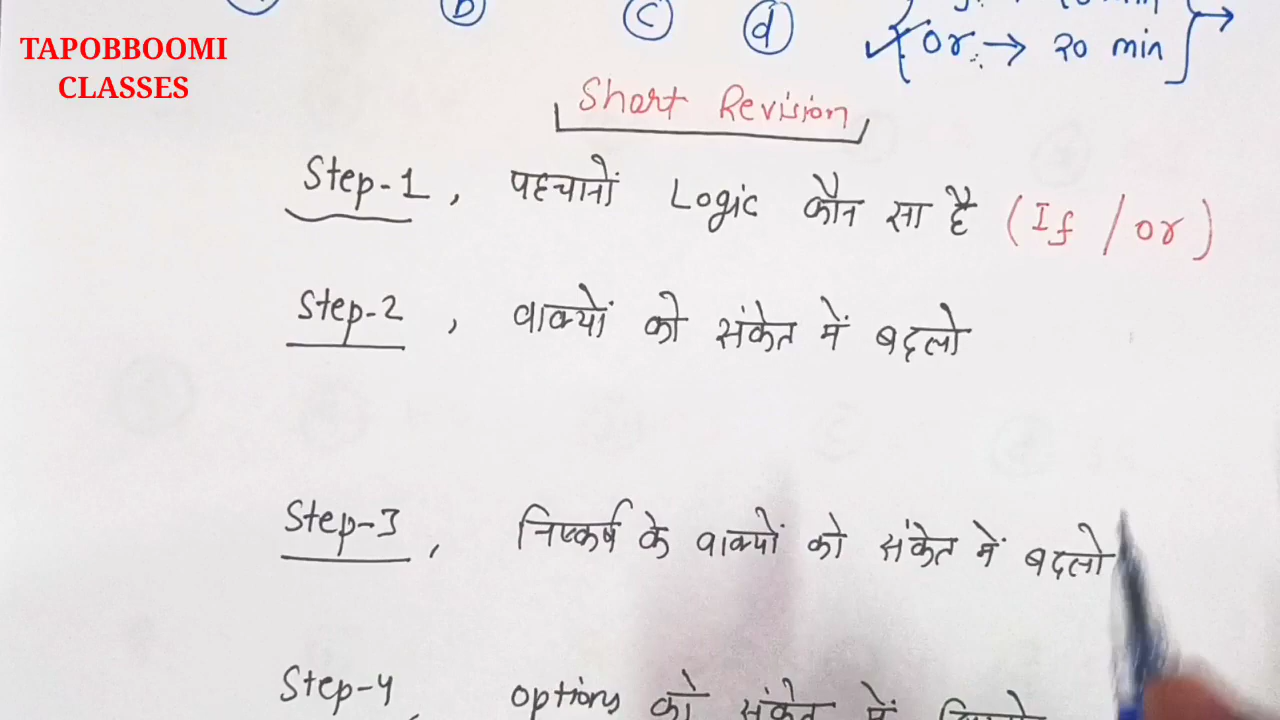 TAPOBBOOMI
CLASSES
a b c d
Or → 20 min
Short Revision
Step-1 , पहचानों Logic कौन सा है (If / or)
Step-2 , वाक्यों को संकेत में बदलो
Step-3 , निष्कर्ष के वाक्यों को संकेत में बदलो
Step-4 , options को संकेत में